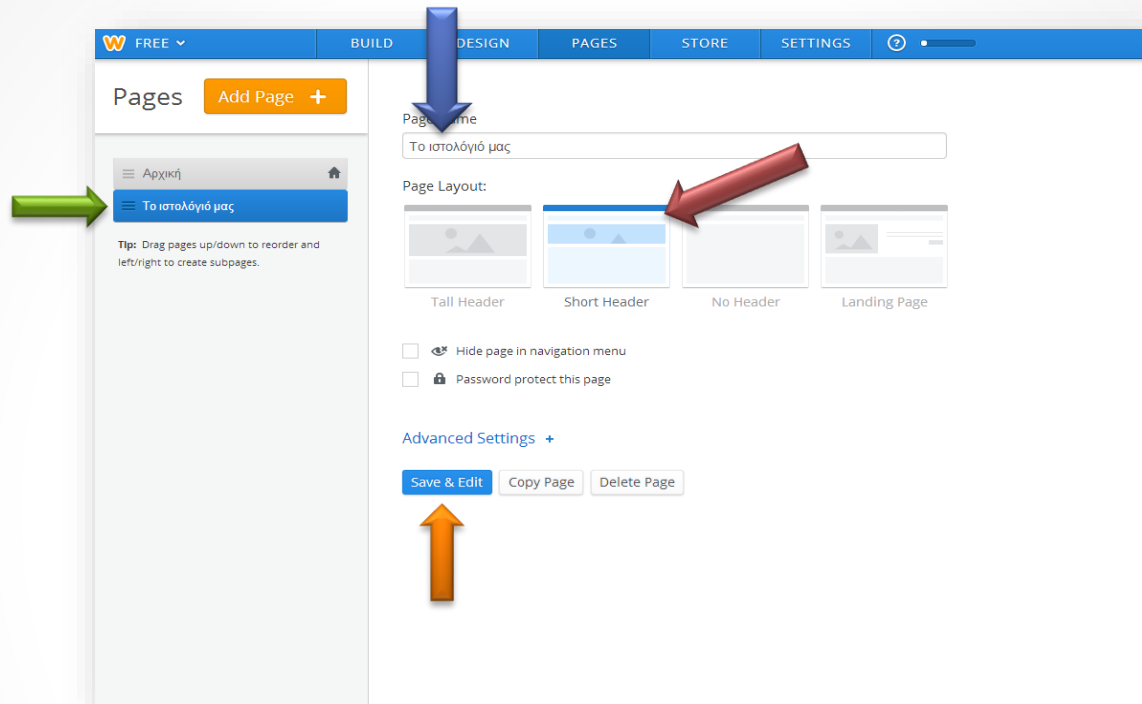 FREE
BUILD
DESIGN
PAGES
STORE
SETTINGS
?
Pages
Add Page +
Αρχική
Το ιστολόγιό μας
Tip: Drag pages up/down to reorder and
left/right to create subpages.
Το ιστολόγιό μας
Page Layout:
Tall Header
Short Header
No Header
Landing Page
Hide page in navigation menu
Password protect this page
Advanced Settings +
Save & Edit
Copy Page
Delete Page